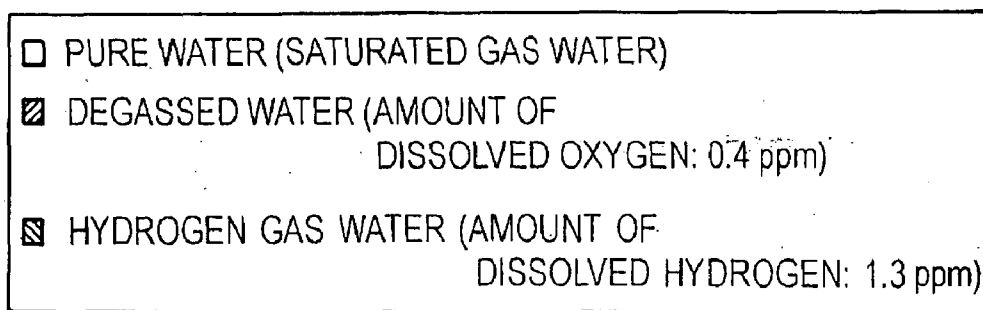 PURE WATER (SATURATED GAS WATER)
DEGASSED WATER (AMOUNT OF
DISSOLVED OXYGEN: 0.4 ppm)
HYDROGEN GAS WATER (AMOUNT OF
DISSOLVED HYDROGEN: 1.3 ppm)